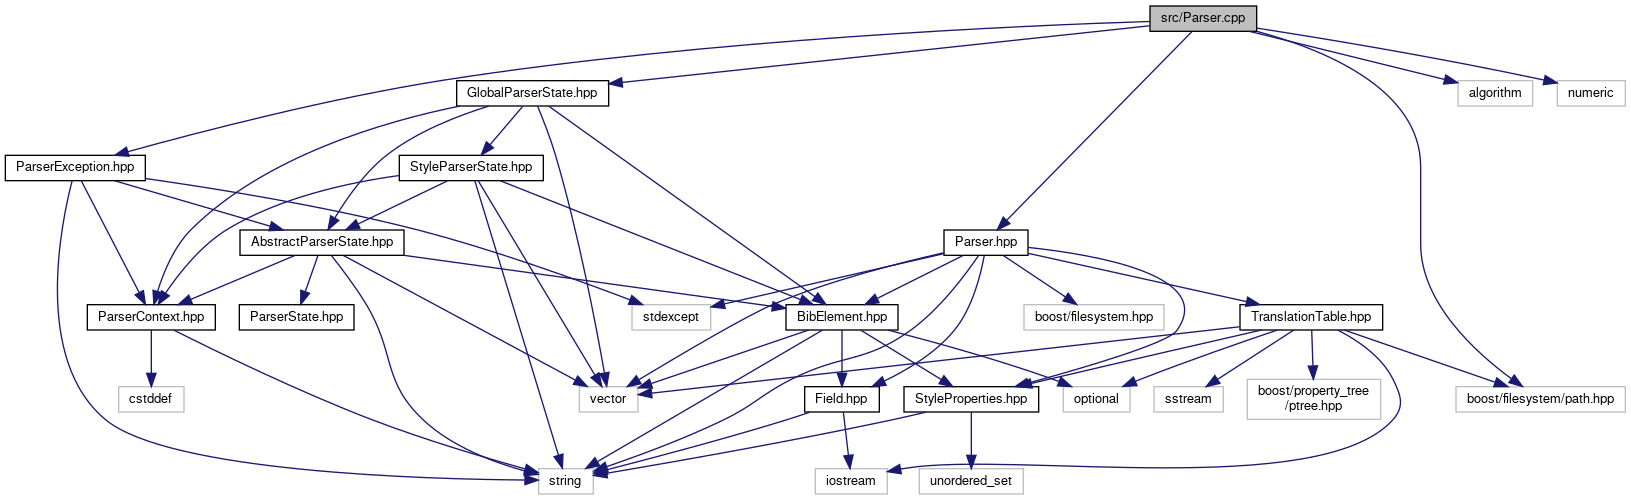 src/Parser.cpp
GlobalParserState.hpp
algorithm
numeric
ParserException.hpp
StyleParserState.hpp
AbstractParserState.hpp
Parser.hpp
ParserContext.hpp
ParserState.hpp
stdexcept
BibElement.hpp
boost/filesystem.hpp
TranslationTable.hpp
cstddef
vector
Field.hpp
StyleProperties.hpp
optional
sstream
boost/property_tree
/ptree.hpp
boost/filesystem/path.hpp
string
iostream
unordered_set